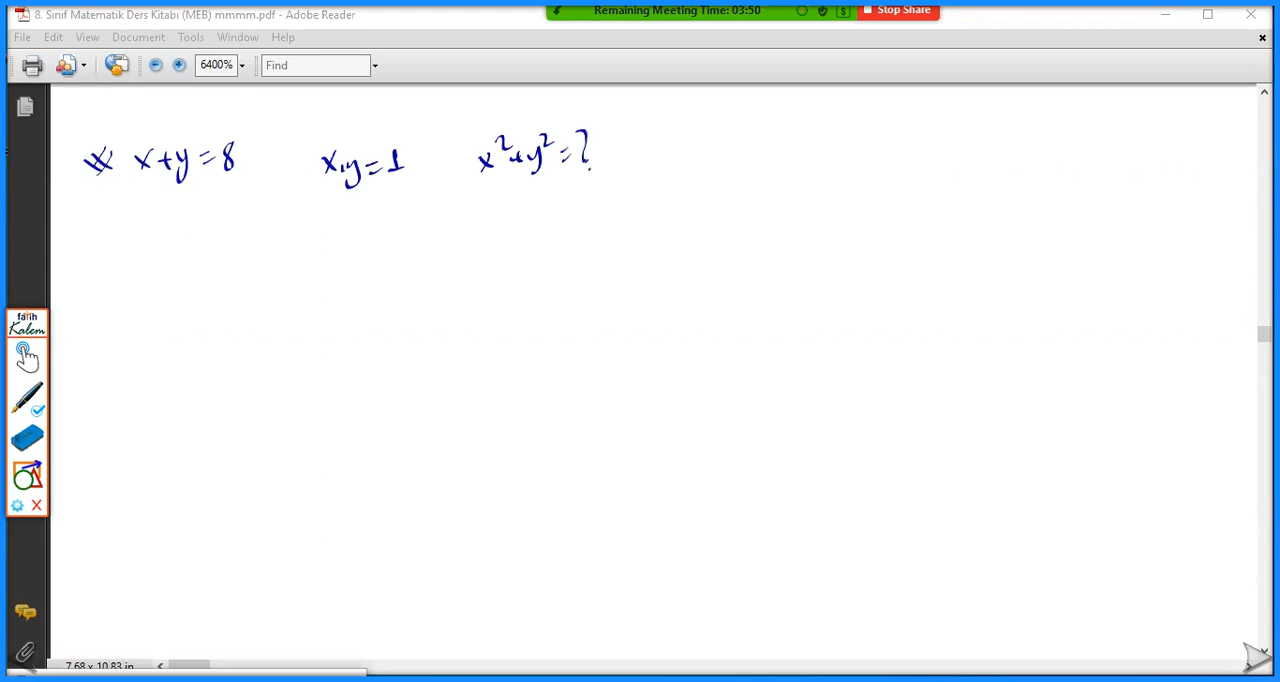 8. Sınıf Matematik Ders Kitabı (MEB) mmmm.pdf - Adobe Reader
Remaining Meeting Time: 03:50
Stop Share
File Edit View Document Tools Window Help
6400%
Find
x+y=8 x.y=1 x²+y²=?
fatih
Kalem
7,68 x 10,83 in